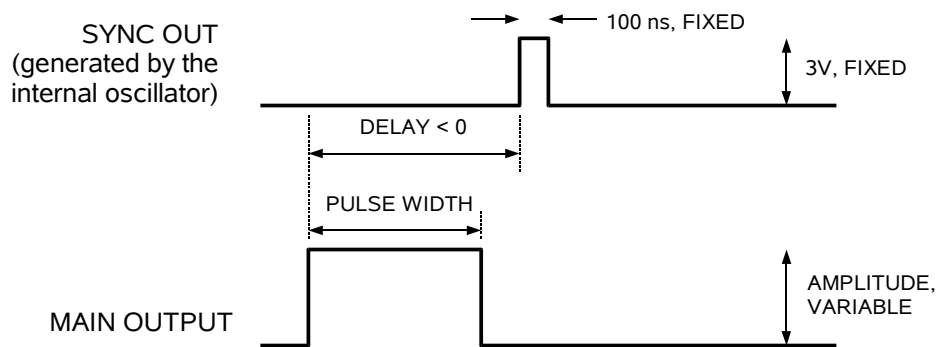 SYNC OUT
(generated by the
internal oscillator)
100 ns, FIXED
3V, FIXED
DELAY < 0
PULSE WIDTH
MAIN OUTPUT
AMPLITUDE,
VARIABLE